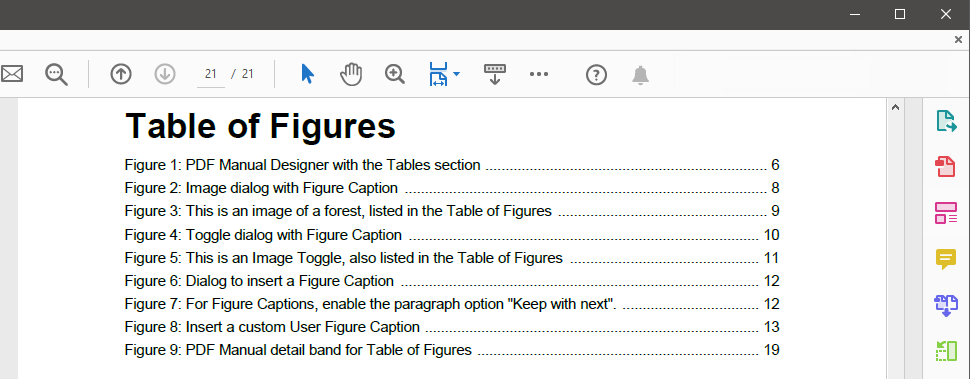 21 / 21
Table of Figures
Figure 1: PDF Manual Designer with the Tables section ........................................................................ 6
Figure 2: Image dialog with Figure Caption ........................................................................................... 8
Figure 3: This is an image of a forest, listed in the Table of Figures ...................................................... 9
Figure 4: Toggle dialog with Figure Caption ........................................................................................ 10
Figure 5: This is an Image Toggle, also listed in the Table of Figures ................................................. 11
Figure 6: Dialog to insert a Figure Caption .......................................................................................... 12
Figure 7: For Figure Captions, enable the paragraph option "Keep with next". ................................... 12
Figure 8: Insert a custom User Figure Caption .................................................................................... 13
Figure 9: PDF Manual detail band for Table of Figures ....................................................................... 19